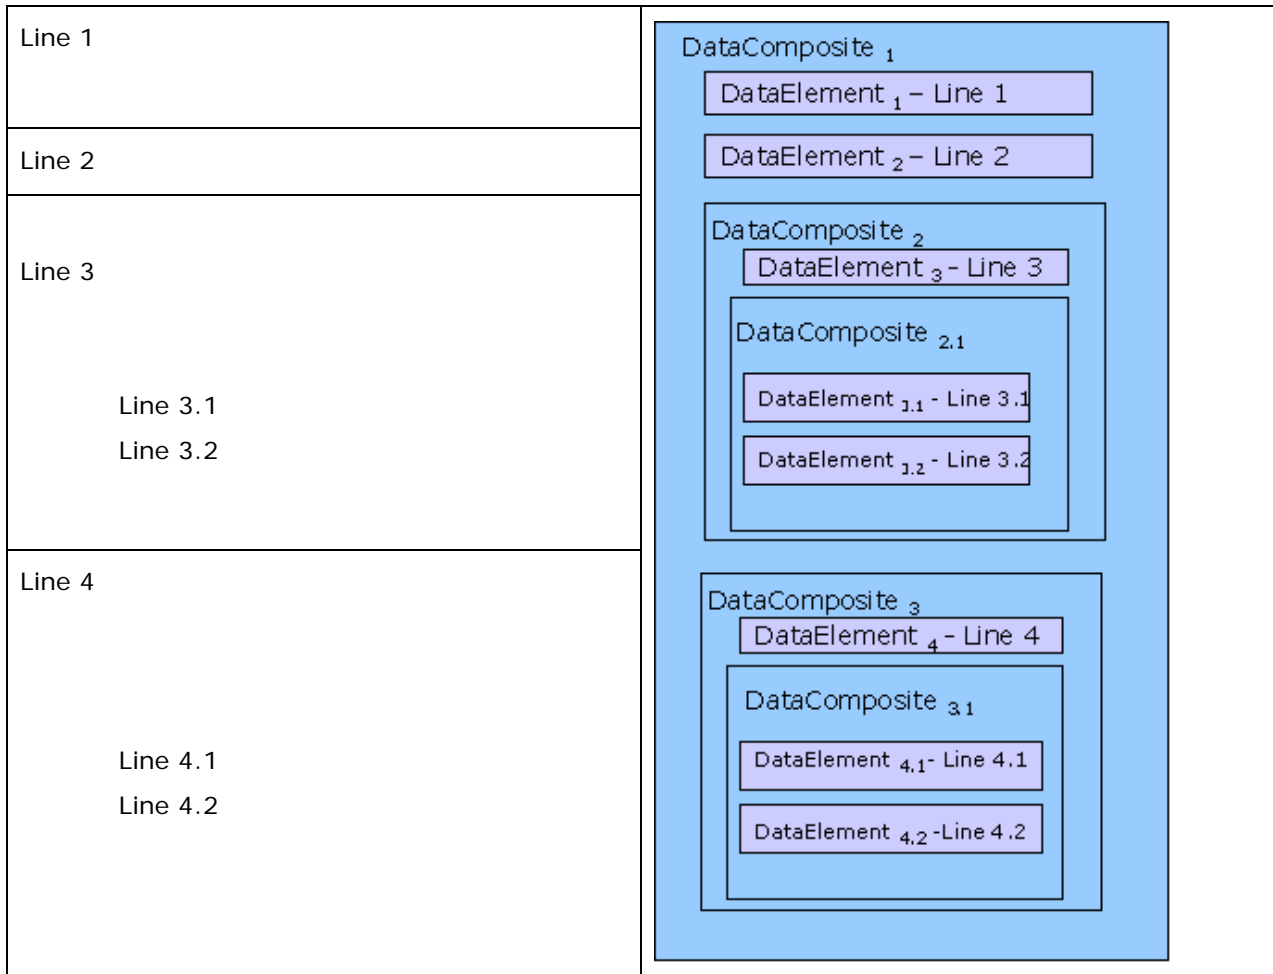 Line 1
Line 2
Line 3
Line 3.1
Line 3.2
Line 4
Line 4.1
Line 4.2
DataComposite 1
DataElement 1 – Line 1
DataElement 2 – Line 2
DataComposite 2
DataElement 3 - Line 3
DataComposite 2.1
DataElement 3.1 - Line 3.1
DataElement 3.2 - Line 3.2
DataComposite 3
DataElement 4 - Line 4
DataComposite 3.1
DataElement 4.1- Line 4.1
DataElement 4.2 -Line 4.2